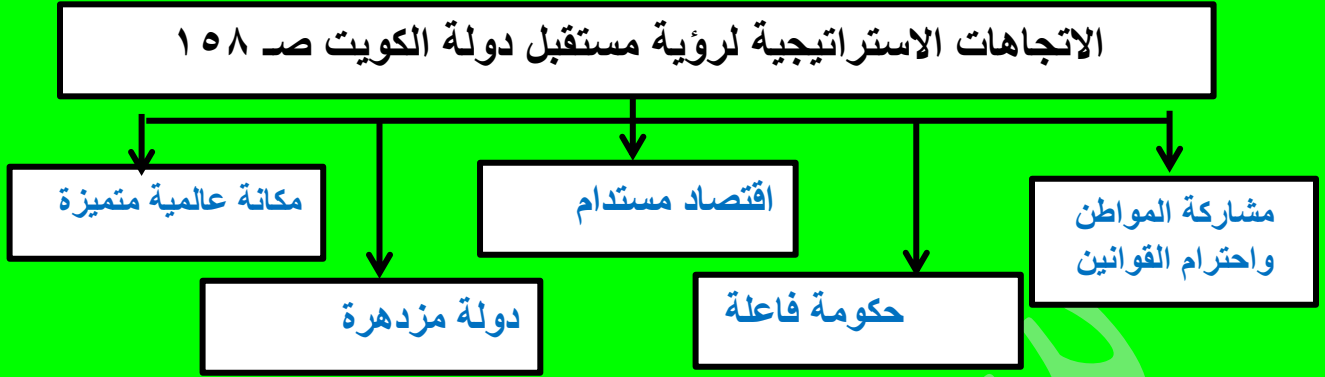 الاتجاهات الاستراتيجية لرؤية مستقبل دولة الكويت صـ ١٥٨
مشاركة المواطن
واحترام القوانين
حكومة فاعلة
اقتصاد مستدام
دولة مزدهرة
مكانة عالمية متميزة